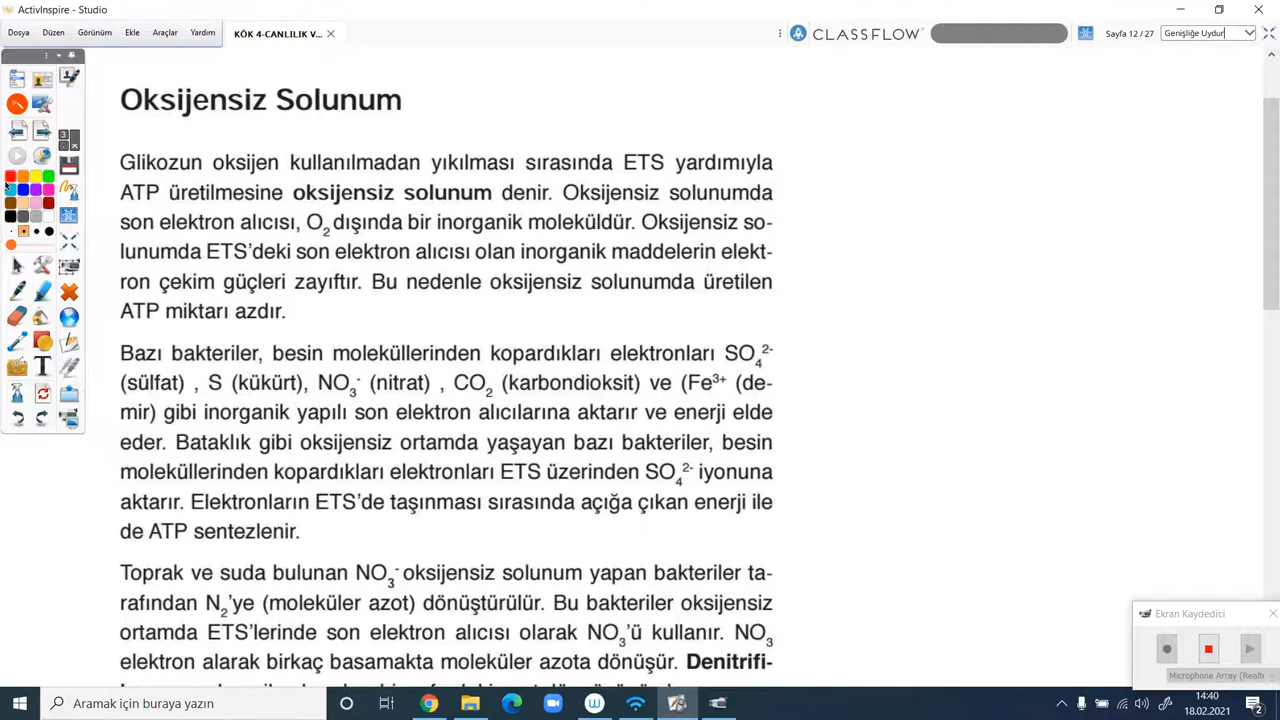 ActivInspire - Studio
Dosya Düzen Görünüm Ekle Araçlar Yardım
KÖK 4-CANLILIK V...
CLASSFLOW
Sayfa 12 / 27
Genişliğe Uydur
3
Oksijensiz Solunum
Glikozun oksijen kullanılmadan yıkılması sırasında ETS yardımıyla
ATP üretilmesine oksijensiz solunum denir. Oksijensiz solunumda
son elektron alıcısı, O₂ dışında bir inorganik moleküldür. Oksijensiz so-
lunumda ETS'deki son elektron alıcısı olan inorganik maddelerin elekt-
ron çekim güçleri zayıftır. Bu nedenle oksijensiz solunumda üretilen
ATP miktarı azdır.
Bazı bakteriler, besin moleküllerinden kopardıkları elektronları SO₄²⁻
(sülfat) , S (kükürt), NO₃⁻ (nitrat) , CO₂ (karbondioksit) ve (Fe³⁺ (de-
mir) gibi inorganik yapılı son elektron alıcılarına aktarır ve enerji elde
eder. Bataklık gibi oksijensiz ortamda yaşayan bazı bakteriler, besin
moleküllerinden kopardıkları elektronları ETS üzerinden SO₄²⁻ iyonuna
aktarır. Elektronların ETS'de taşınması sırasında açığa çıkan enerji ile
de ATP sentezlenir.
Toprak ve suda bulunan NO₃⁻ oksijensiz solunum yapan bakteriler ta-
rafından N₂'ye (moleküler azot) dönüştürülür. Bu bakteriler oksijensiz
ortamda ETS'lerinde son elektron alıcısı olarak NO₃'ü kullanır. NO₃
elektron alarak birkaç basamakta moleküler azota dönüşür. Denitrifi-
Ekran Kaydedici
Microphone Array (Realte
Aramak için buraya yazın
14:40
18.02.2021
2